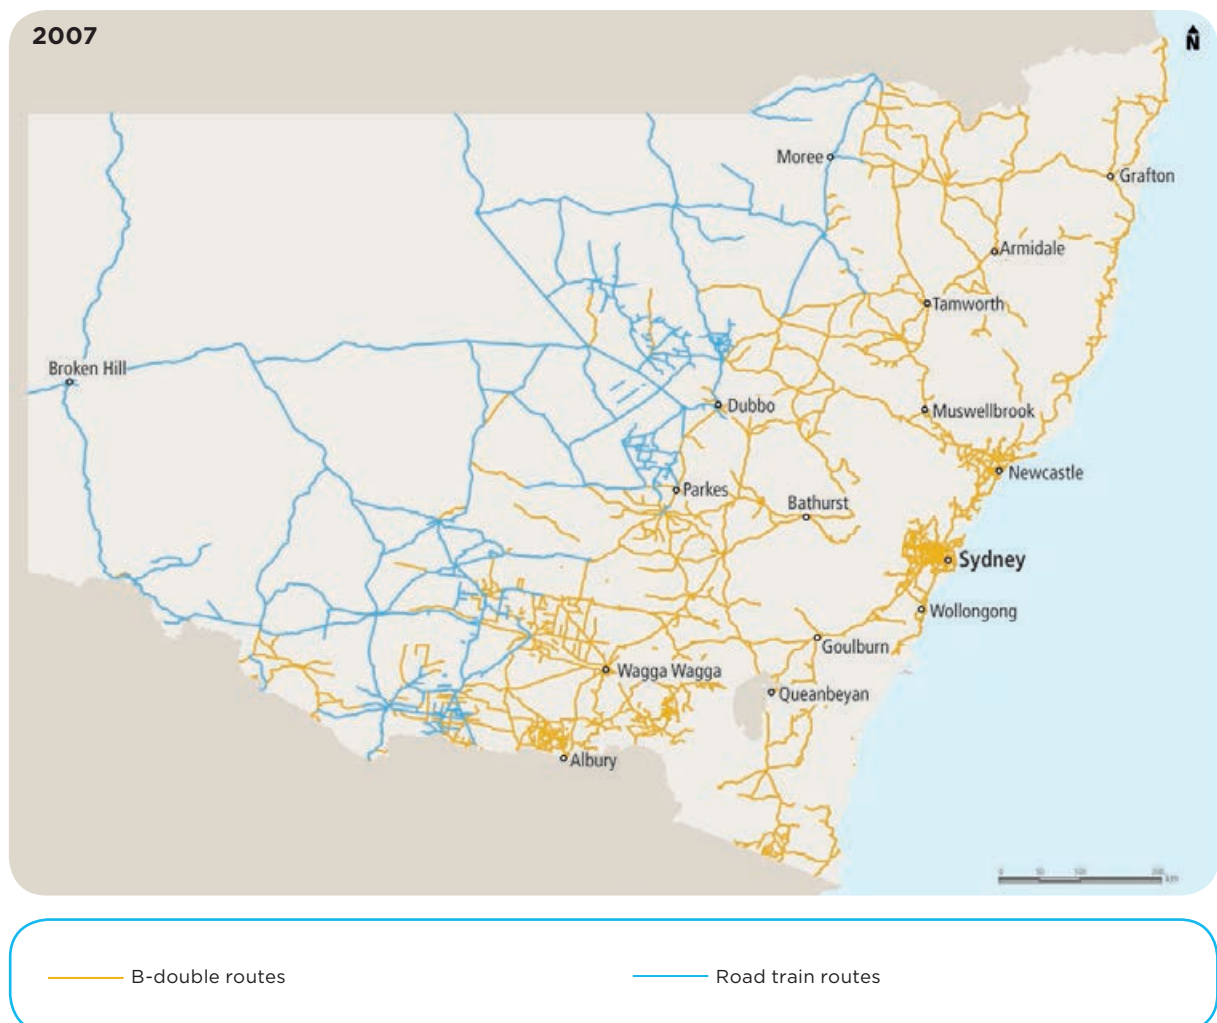 2007
N
Moree
Grafton
Armidale
Tamworth
Broken Hill
Dubbo
Muswellbrook
Newcastle
Parkes
Bathurst
Sydney
Wollongong
Goulburn
Wagga Wagga
Queanbeyan
Albury
km
B-double routes
Road train routes